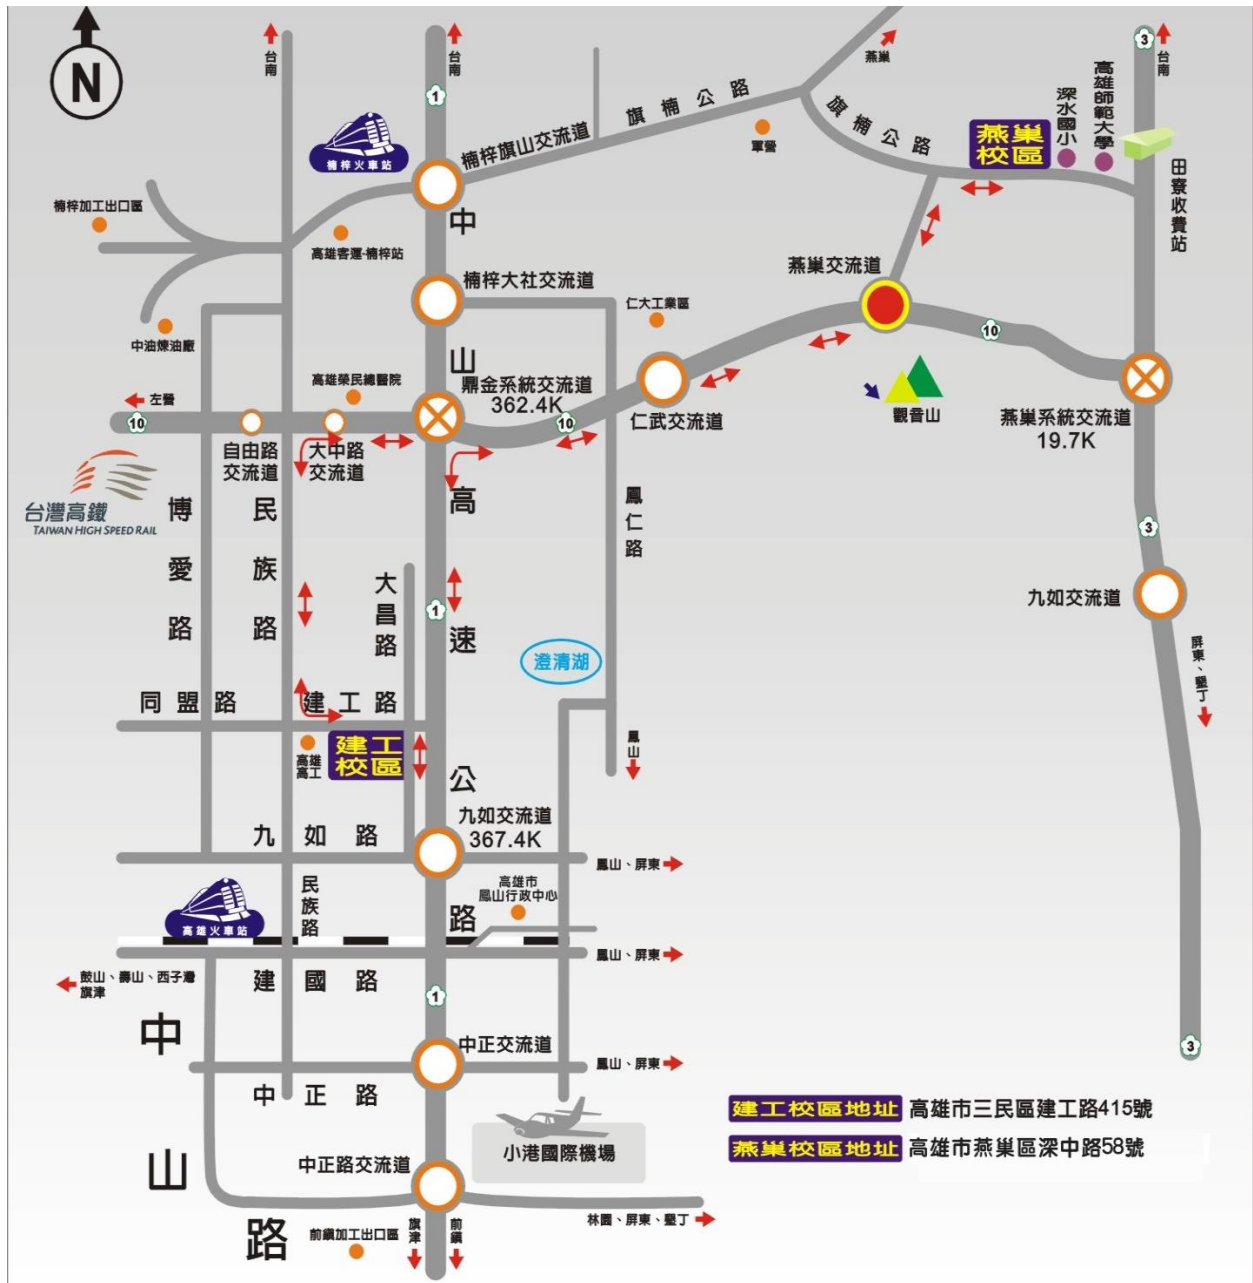 N
台南
台南
台南
3
1
燕巢
旗楠公路
旗楠公路
軍營
燕巢
校區
深水國小
高雄師範大學
田寮收費站
楠梓火車站
楠梓旗山交流道
楠梓加工出口區
高雄客運-楠梓站
中油煉油廠
中山高速公路
楠梓大社交流道
仁大工業區
燕巢交流道
10
觀音山
燕巢系統交流道
19.7K
高雄榮民總醫院
鼎金系統交流道
362.4K
10
仁武交流道
左營
10
自由路
交流道
大中路
交流道
台灣高鐵
TAIWAN HIGH SPEED RAIL
博愛路
民族路
大昌路
1
鳳仁路
3
九如交流道
屏東、墾丁
澄清湖
同盟路
建工路
高雄
高工
建工
校區
鳳山
九如路
九如交流道
367.4K
鳳山、屏東
民族路
高雄市
鳳山行政中心
高雄火車站
鳳山、屏東
鼓山、壽山、西子灣
旗津
建國路
1
3
中山路
中正交流道
鳳山、屏東
中正路
小港國際機場
中正路交流道
林園、屏東、墾丁
前鎮加工出口區
旗津
前鎮
建工校區地址 高雄市三民區建工路415號
燕巢校區地址 高雄市燕巢區深中路58號